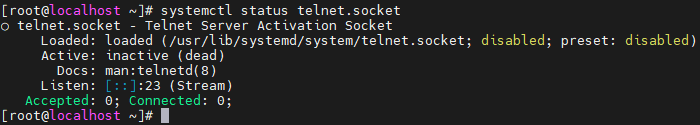 [root@localhost ~]# systemctl status telnet.socket
○ telnet.socket - Telnet Server Activation Socket
Loaded: loaded (/usr/lib/systemd/system/telnet.socket; disabled; preset: disabled)
Active: inactive (dead)
Docs: man:telnetd(8)
Listen: [::]:23 (Stream)
Accepted: 0; Connected: 0;
[root@localhost ~]#